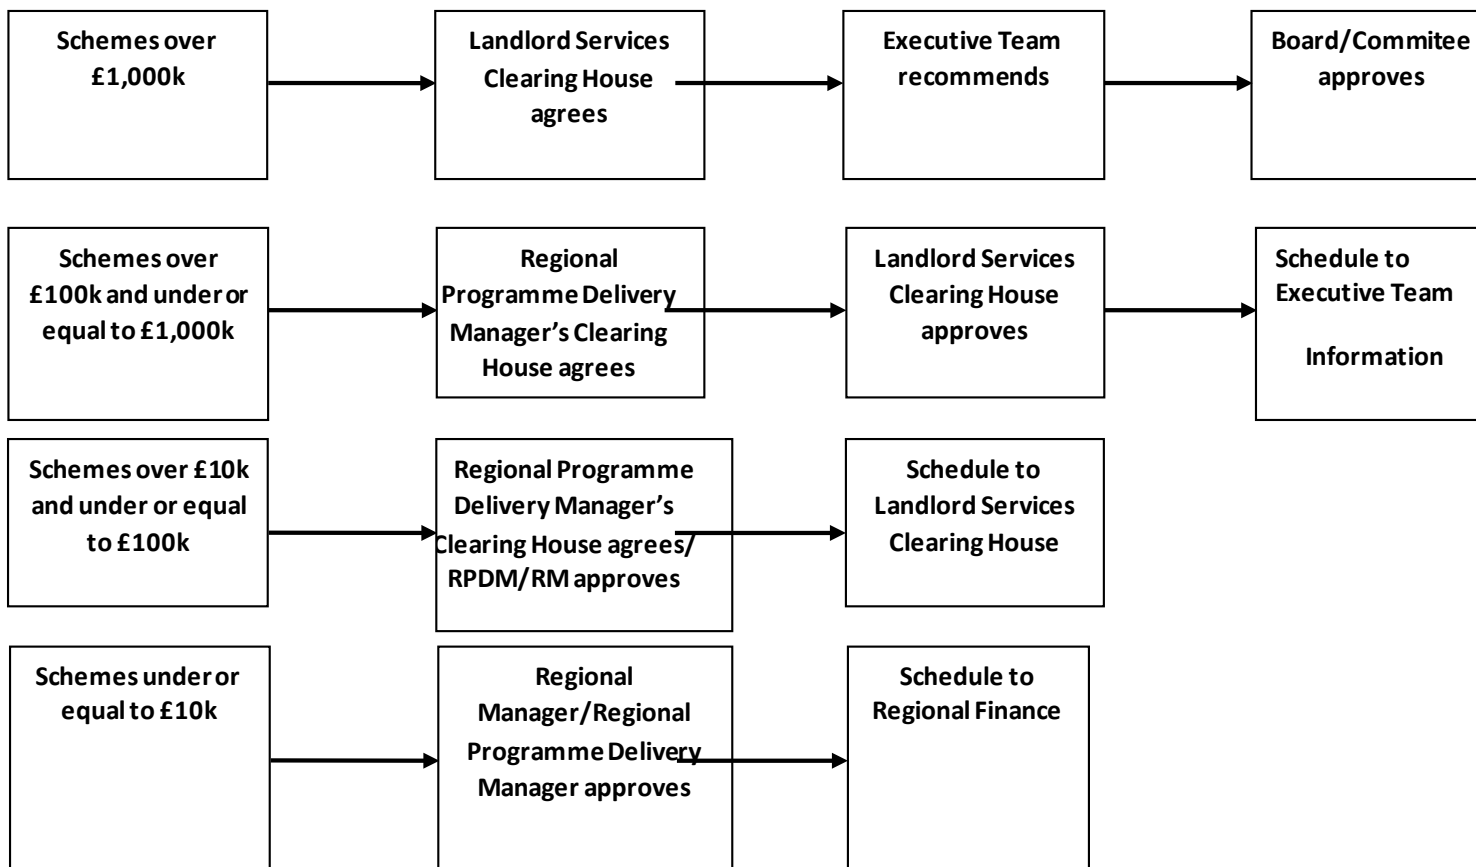 Schemes over
£1,000k
Landlord Services
Clearing House
agrees
Executive Team
recommends
Board/Commitee
approves
Schemes over
£100k and under or
equal to £1,000k
Regional
Programme Delivery
Manager’s Clearing
House agrees
Landlord Services
Clearing House
approves
Schedule to
Executive Team
Information
Schemes over £10k
and under or equal
to £100k
Regional Programme
Delivery Manager’s
Clearing House agrees/
RPDM/RM approves
Schedule to
Landlord Services
Clearing House
Schemes under or
equal to £10k
Regional
Manager/Regional
Programme Delivery
Manager approves
Schedule to
Regional Finance